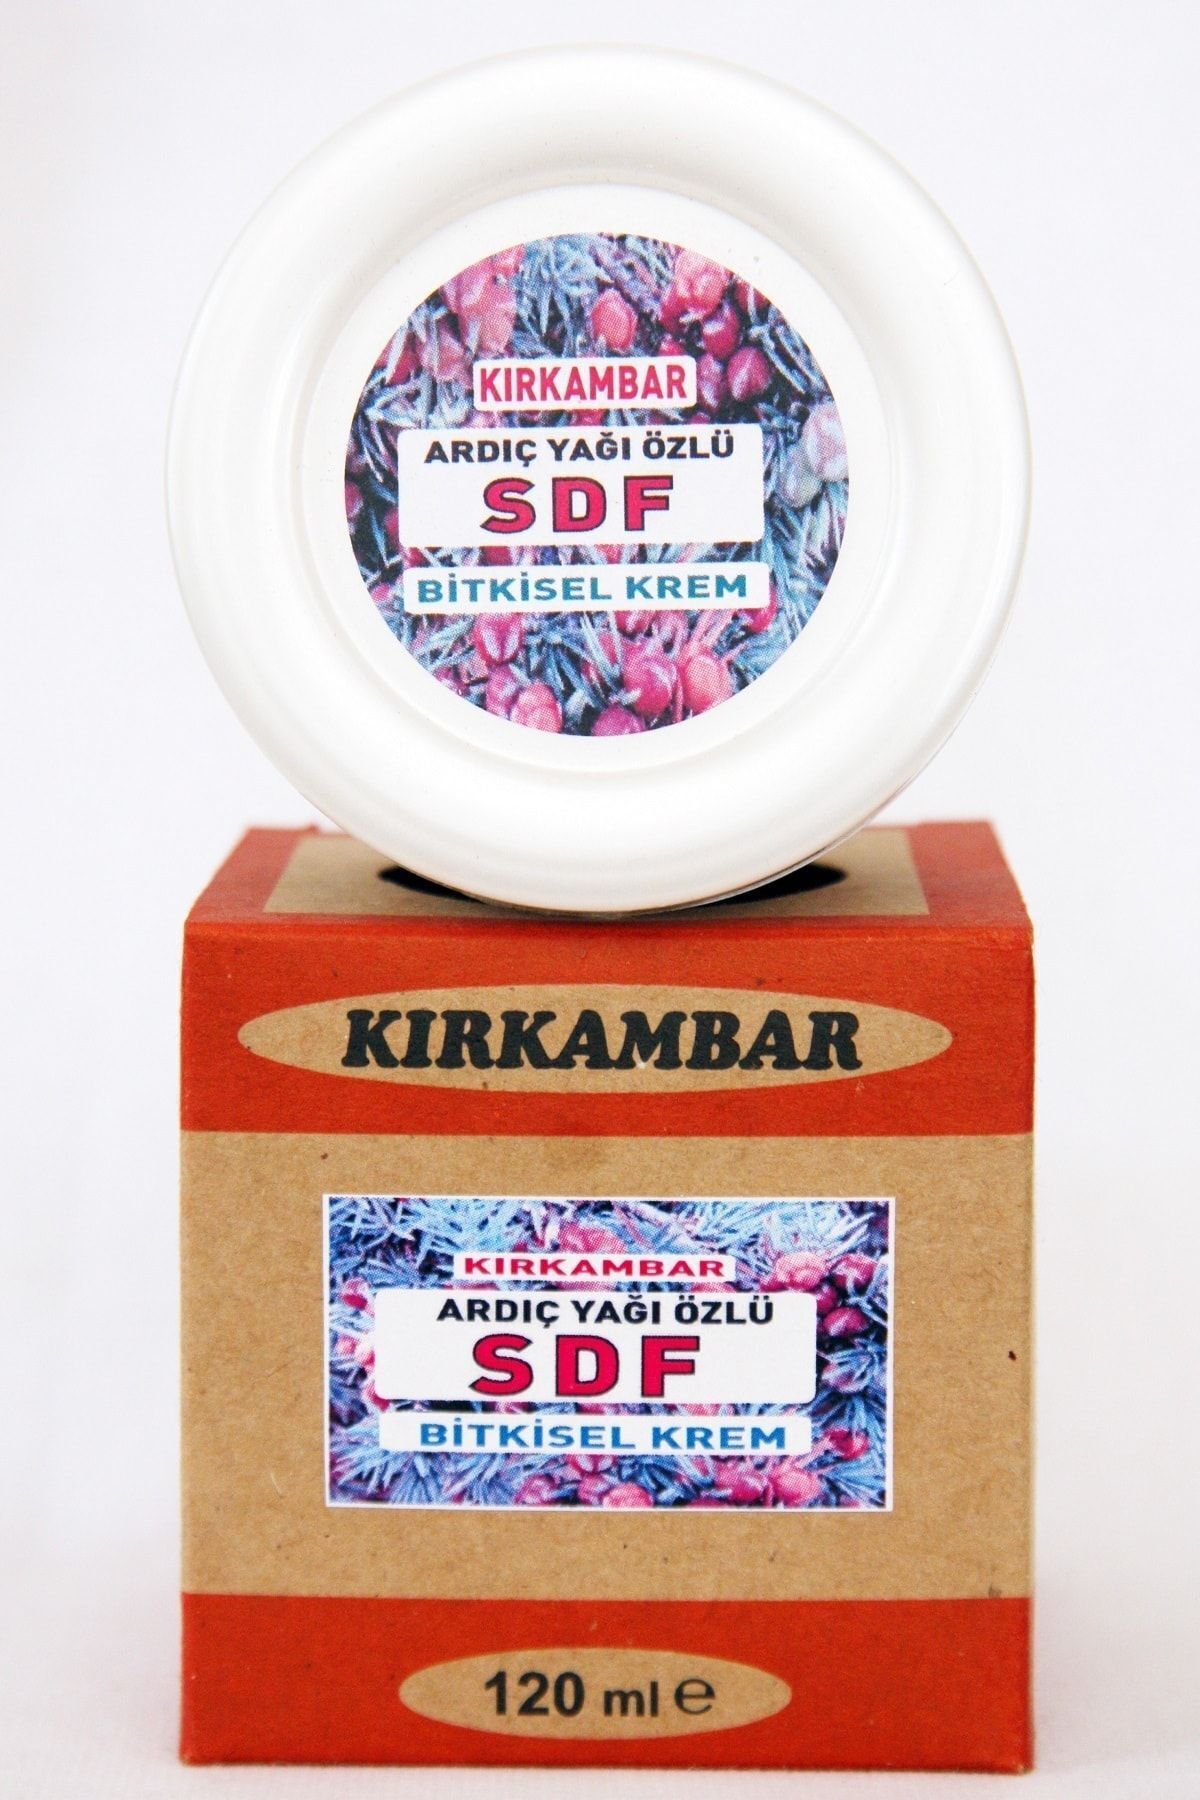 KIRKAMBAR
ARDIÇ YAĞI ÖZLÜ
SDF
BİTKİSEL KREM
KIRKAMBAR
KIRKAMBAR
ARDIÇ YAĞI ÖZLÜ
SDF
BİTKİSEL KREM
120 ml ℮